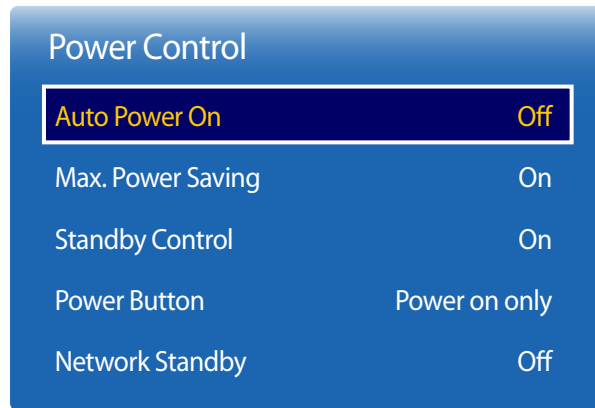 Power Control
Auto Power On Off
Max. Power Saving On
Standby Control On
Power Button Power on only
Network Standby Off